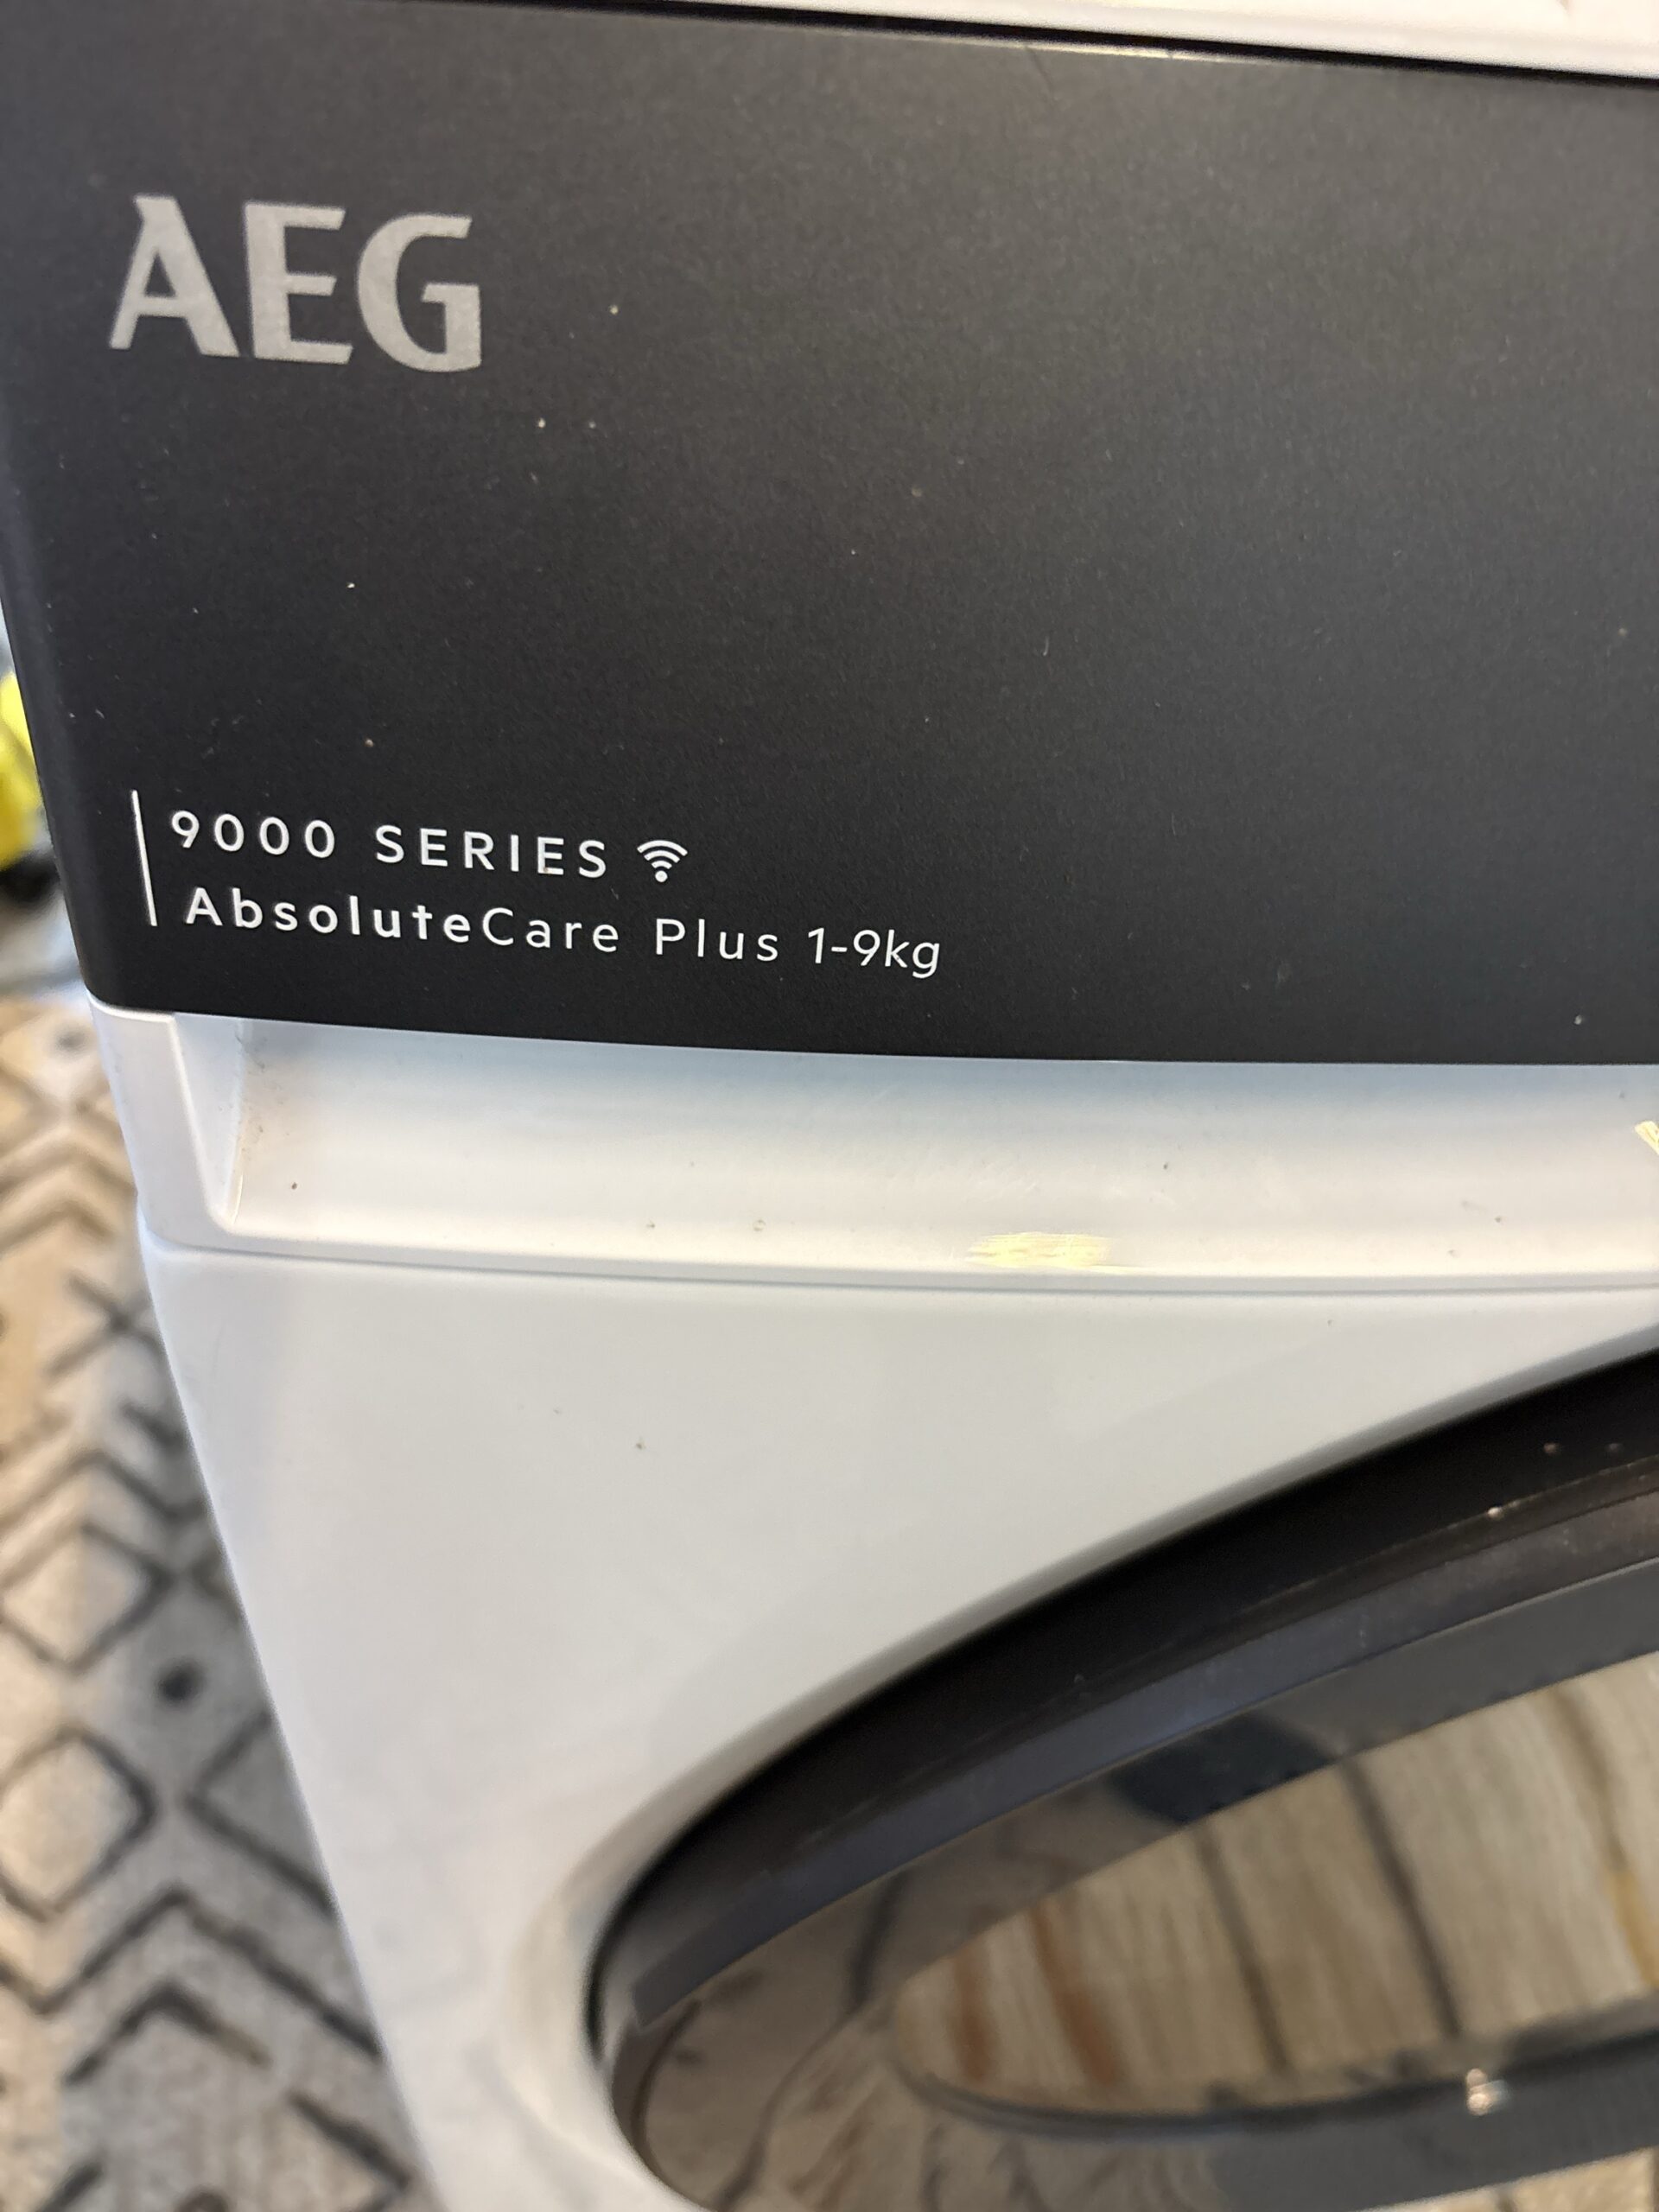 AEG
9000 SERIES
AbsoluteCare Plus 1-9kg